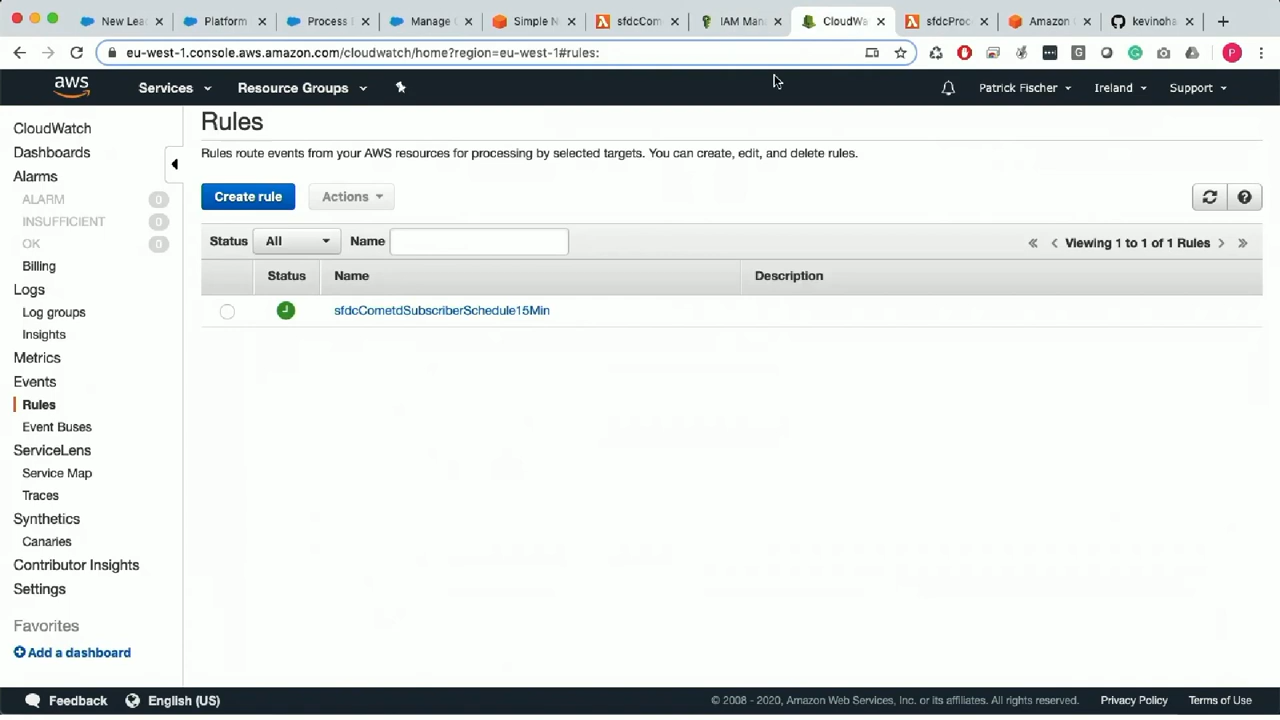 New Lea
Platform
Process
Manage
Simple N
sfdcCom
IAM Man
CloudWa
sfdcProc
Amazon
kevinoha
eu-west-1.console.aws.amazon.com/cloudwatch/home?region=eu-west-1#rules:
P
aws
Services
Resource Groups
Patrick Fischer
Ireland
Support
CloudWatch
Dashboards
Alarms
ALARM 0
INSUFFICIENT 0
OK 0
Billing
Logs
Log groups
Insights
Metrics
Events
Rules
Event Buses
ServiceLens
Service Map
Traces
Synthetics
Canaries
Contributor Insights
Settings
Favorites
Add a dashboard
Rules
Rules route events from your AWS resources for processing by selected targets. You can create, edit, and delete rules.
Create rule
Actions
Status All Name
Viewing 1 to 1 of 1 Rules
Status Name Description
sfdcCometdSubscriberSchedule15Min
Feedback
English (US)
© 2008 - 2020, Amazon Web Services, Inc. or its affiliates. All rights reserved.
Privacy Policy
Terms of Use